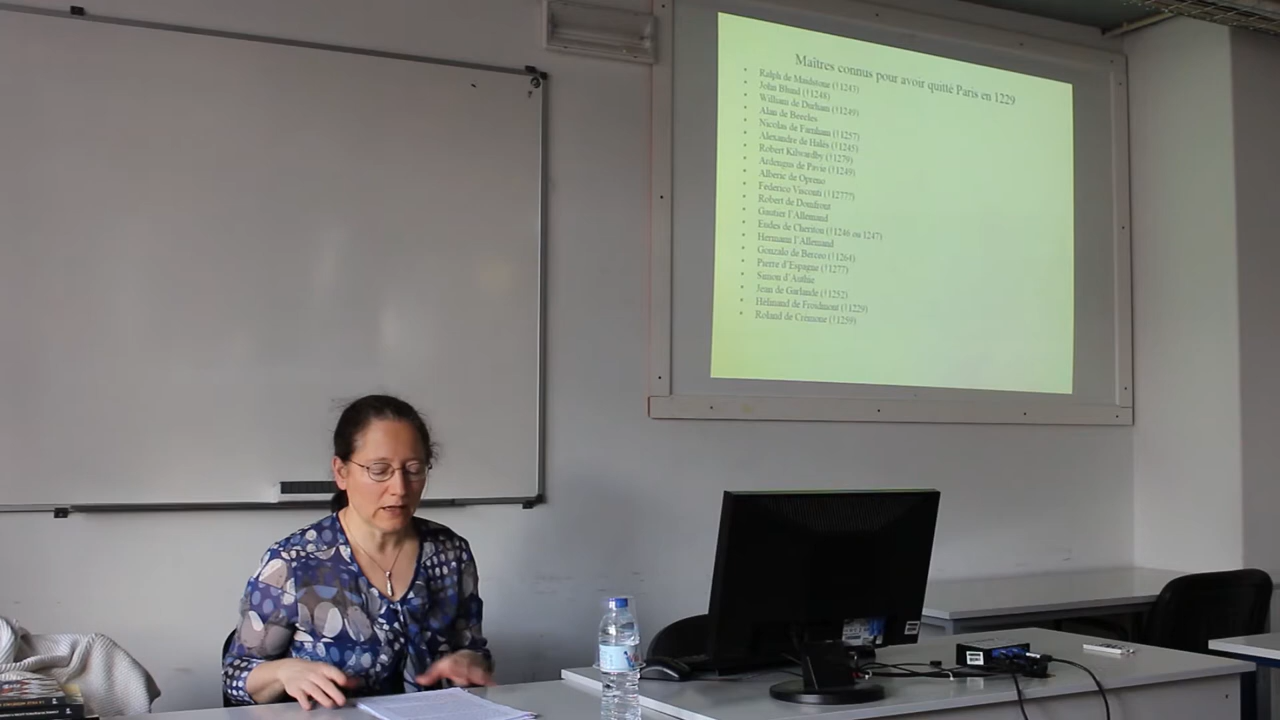 Maîtres connus pour avoir quitté Paris en 1229
• Ralph de Maidstone (†1243)
• John Blund (†1248)
• William de Durham (†1249)
• Alan de Beccles
• Nicolas de Farnham (†1257)
• Alexandre de Halès (†1245)
• Robert Kilwardby (†1279)
• Ardengus de Pavie (†1249)
• Alberic de Opreno
• Federico Visconti (†1277?)
• Robert de Domfront
• Gautier l'Allemand
• Eudes de Cheriton (†1246 ou 1247)
• Hermann l'Allemand
• Gonzalo de Berceo (†1264)
• Pierre d'Espagne (†1277)
• Simon d'Authie
• Jean de Garlande (†1252)
• Hélinand de Froidmont (†1229)
• Roland de Crémone (†1259)